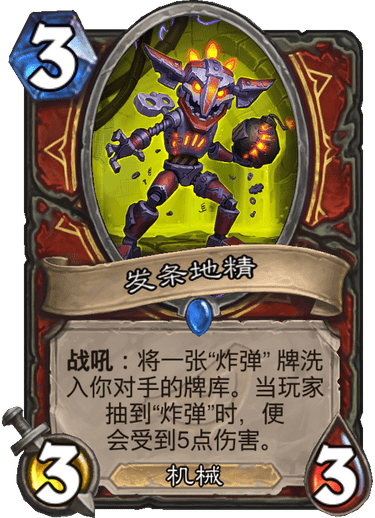 3
发条地精
战吼：将一张“炸弹” 牌洗
入你对手的牌库。当玩家
抽到“炸弹”时，便
会受到5点伤害。
3
机械
3